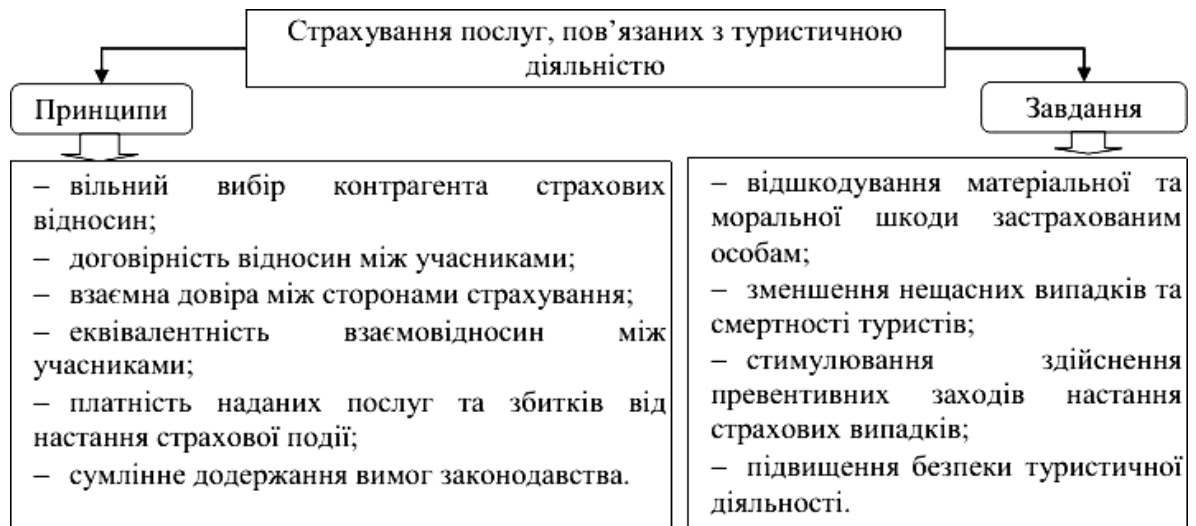 Страхування послуг, пов’язаних з туристичною
діяльністю
Принципи
Завдання
– вільний вибір контрагента страхових
відносин;
– договірність відносин між учасниками;
– взаємна довіра між сторонами страхування;
– еквівалентність взаємовідносин між
учасниками;
– платність наданих послуг та збитків від
настання страхової події;
– сумлінне додержання вимог законодавства.
– відшкодування матеріальної та
моральної шкоди застрахованим
особам;
– зменшення нещасних випадків та
смертності туристів;
– стимулювання здійснення
превентивних заходів настання
страхових випадків;
– підвищення безпеки туристичної
діяльності.